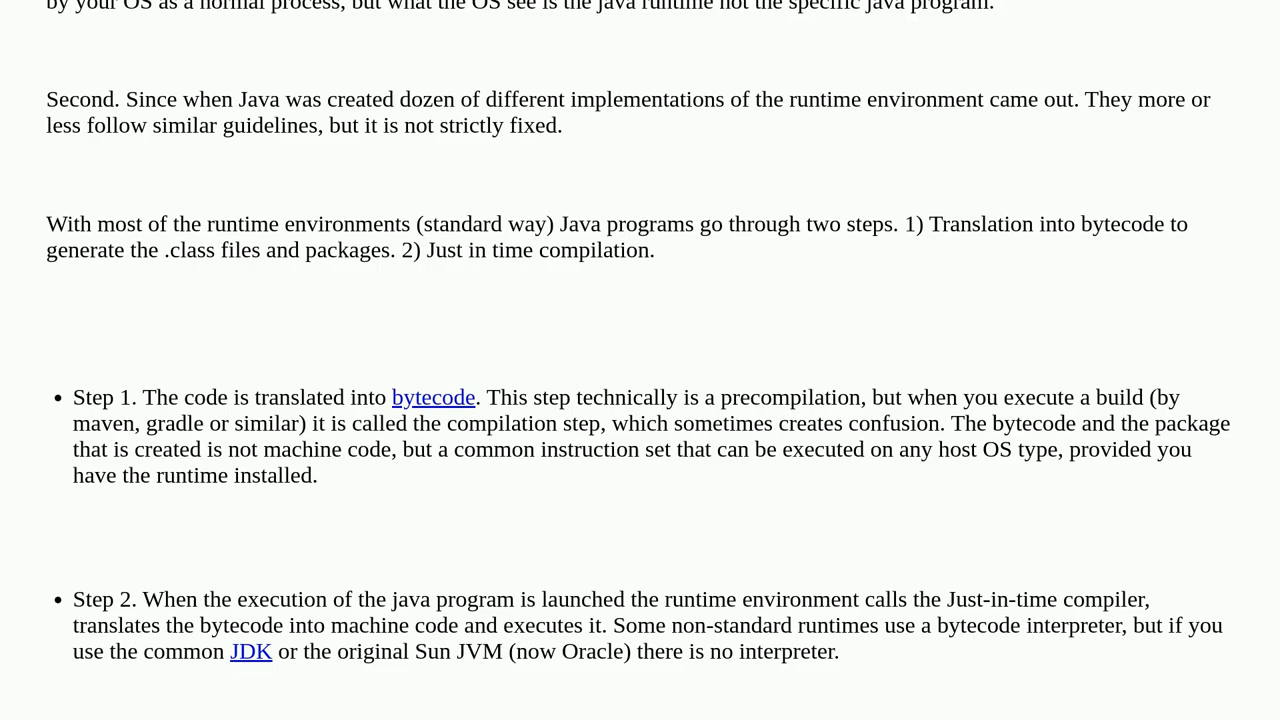 by your OS as a normal process, but what the OS see is the java runtime not the specific java program.
Second. Since when Java was created dozen of different implementations of the runtime environment came out. They more or
less follow similar guidelines, but it is not strictly fixed.
With most of the runtime environments (standard way) Java programs go through two steps. 1) Translation into bytecode to
generate the .class files and packages. 2) Just in time compilation.
• Step 1. The code is translated into bytecode. This step technically is a precompilation, but when you execute a build (by
maven, gradle or similar) it is called the compilation step, which sometimes creates confusion. The bytecode and the package
that is created is not machine code, but a common instruction set that can be executed on any host OS type, provided you
have the runtime installed.
• Step 2. When the execution of the java program is launched the runtime environment calls the Just-in-time compiler,
translates the bytecode into machine code and executes it. Some non-standard runtimes use a bytecode interpreter, but if you
use the common JDK or the original Sun JVM (now Oracle) there is no interpreter.